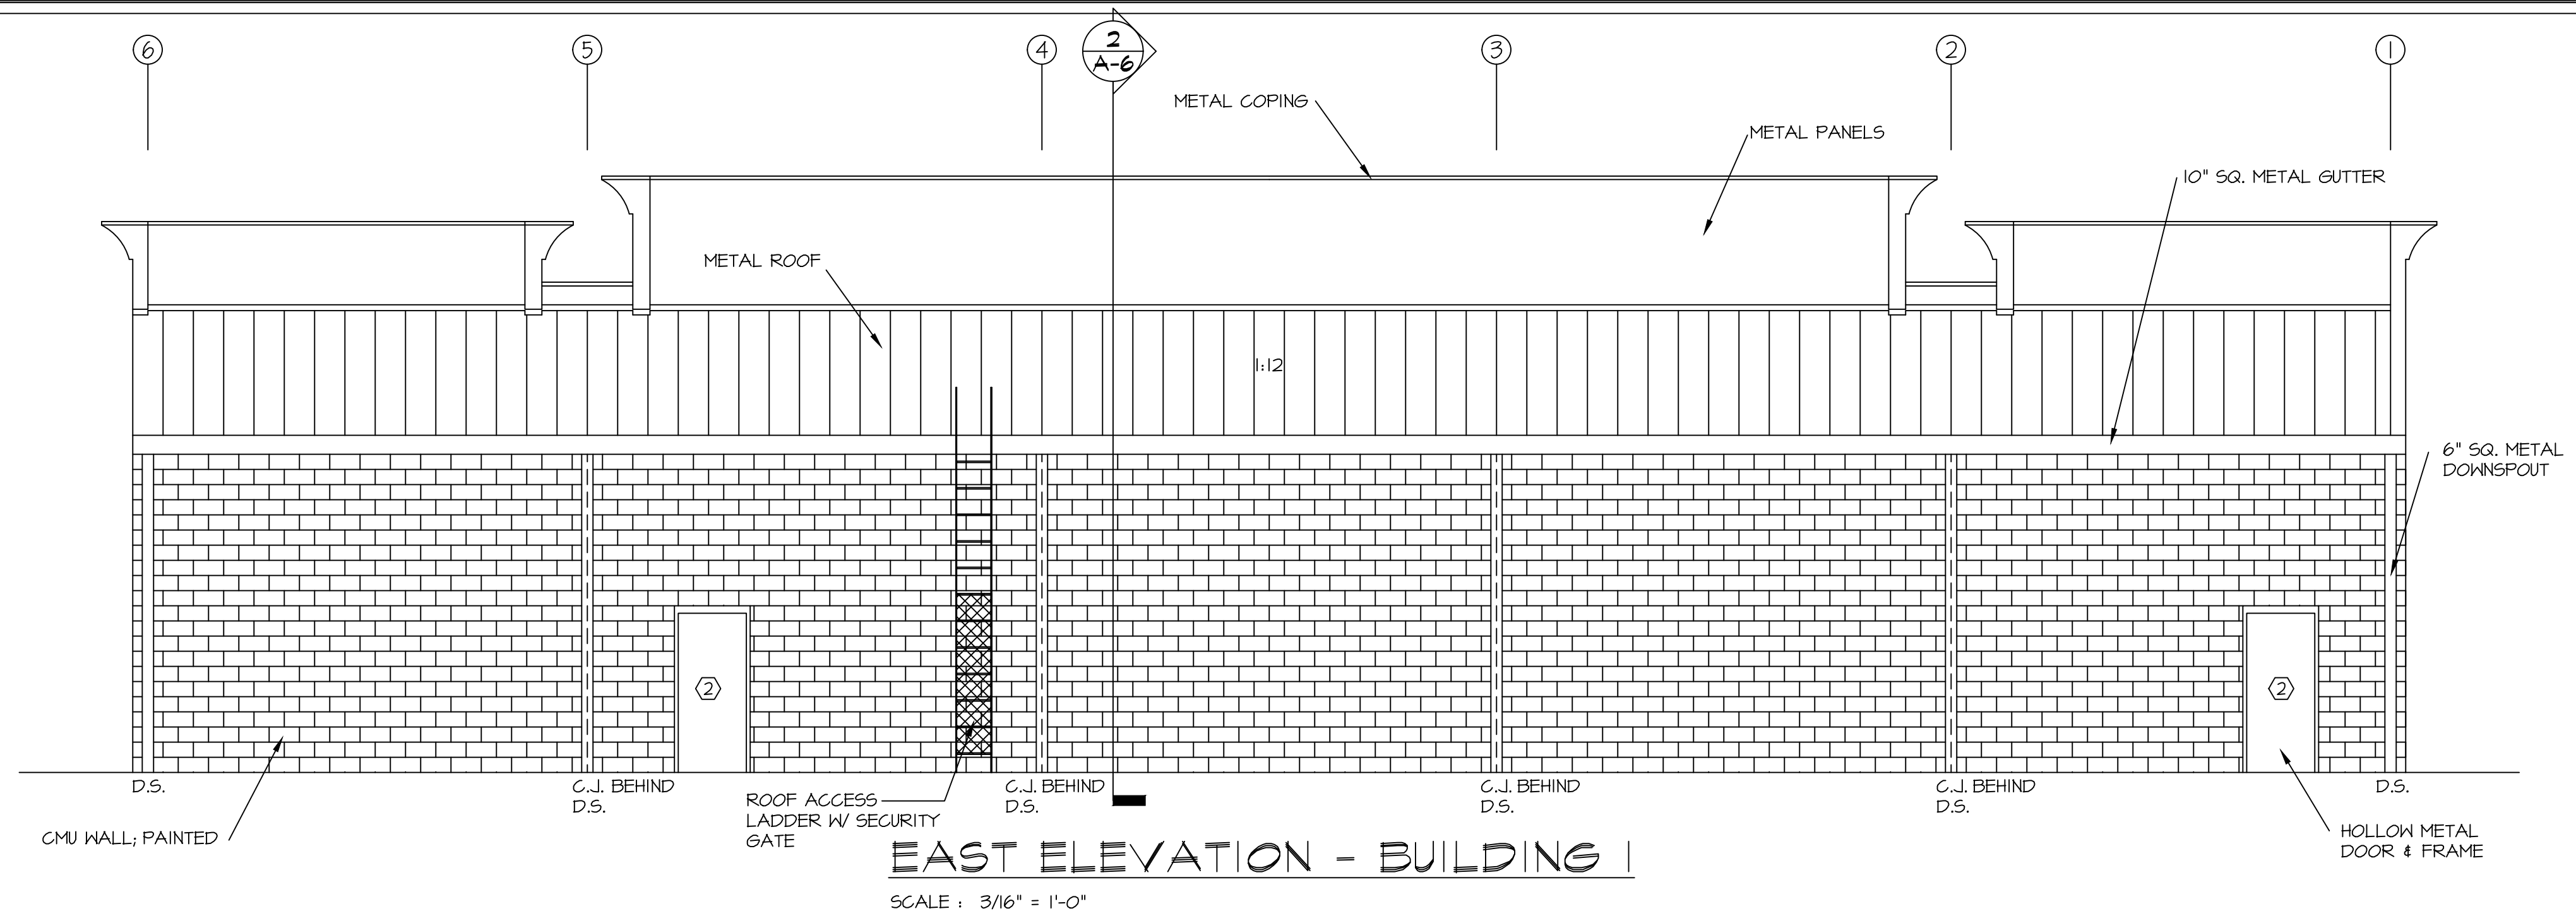 6
5
4
2
A-6
3
2
1
METAL COPING
METAL PANELS
10" SQ. METAL GUTTER
METAL ROOF
1:12
6" SQ. METAL
DOWNSPOUT
2
2
D.S.
C.J. BEHIND
D.S.
C.J. BEHIND
D.S.
C.J. BEHIND
D.S.
C.J. BEHIND
D.S.
D.S.
ROOF ACCESS
LADDER W/ SECURITY
GATE
CMU WALL; PAINTED
HOLLOW METAL
DOOR & FRAME
EAST ELEVATION - BUILDING 1
SCALE : 3/16" = 1'-0"